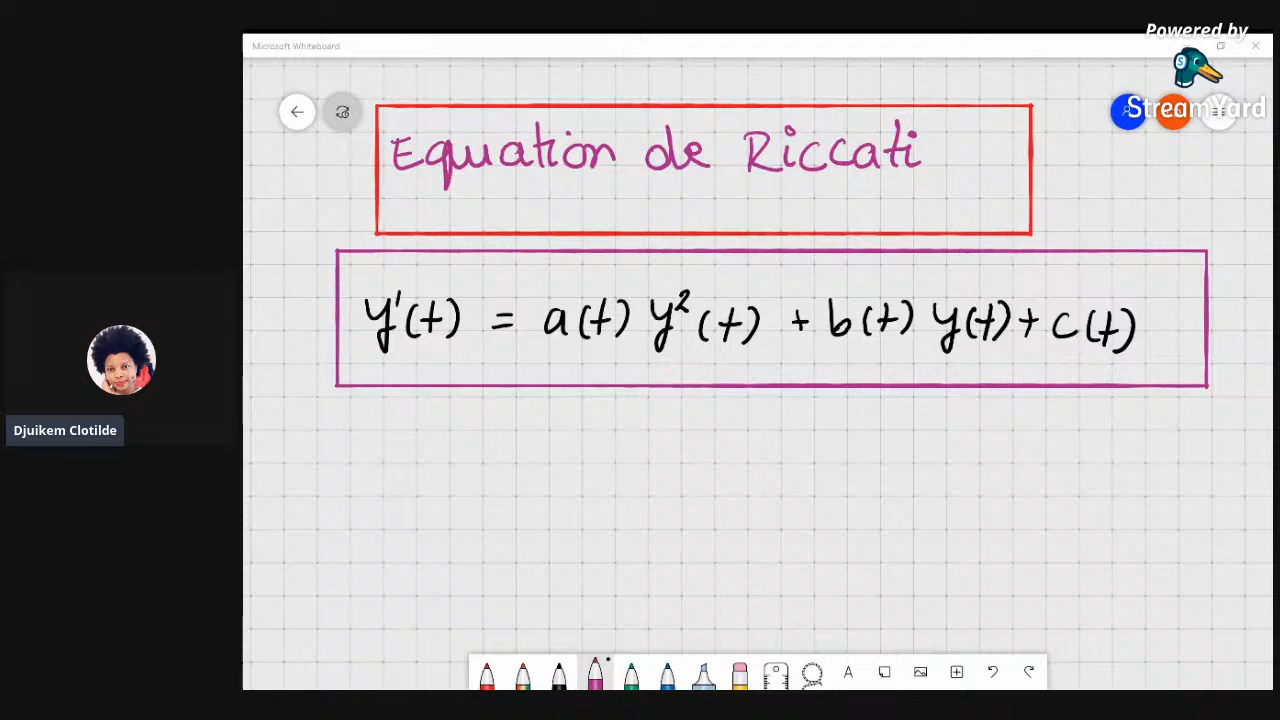 Powered by
StreamYard
Microsoft Whiteboard
Equation de Riccati
y'(t) = a(t) y²(t) + b(t) y(t) + c(t)
Djuikem Clotilde
A